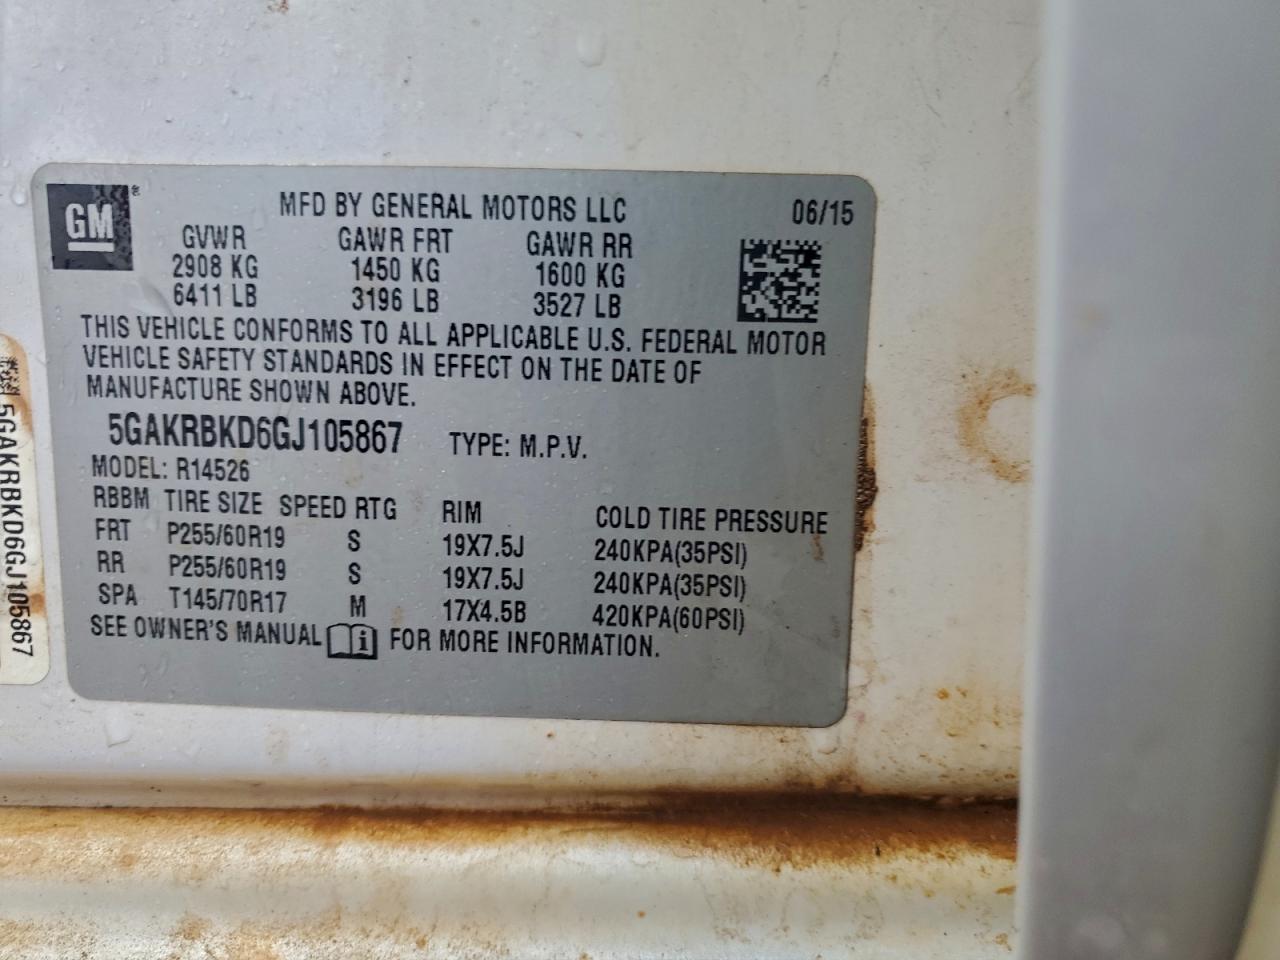 GM
MFD BY GENERAL MOTORS LLC 06/15
GVWR GAWR FRT GAWR RR
2908 KG 1450 KG 1600 KG
6411 LB 3196 LB 3527 LB
THIS VEHICLE CONFORMS TO ALL APPLICABLE U.S. FEDERAL MOTOR
VEHICLE SAFETY STANDARDS IN EFFECT ON THE DATE OF
MANUFACTURE SHOWN ABOVE.
5GAKRBKD6GJ105867 TYPE: M.P.V.
MODEL: R14526
RBBM TIRE SIZE SPEED RTG RIM COLD TIRE PRESSURE
FRT P255/60R19 S 19X7.5J 240KPA(35PSI)
RR P255/60R19 S 19X7.5J 240KPA(35PSI)
SPA T145/70R17 M 17X4.5B 420KPA(60PSI)
SEE OWNER'S MANUAL i FOR MORE INFORMATION.
5GAKRBKD6GJ105867